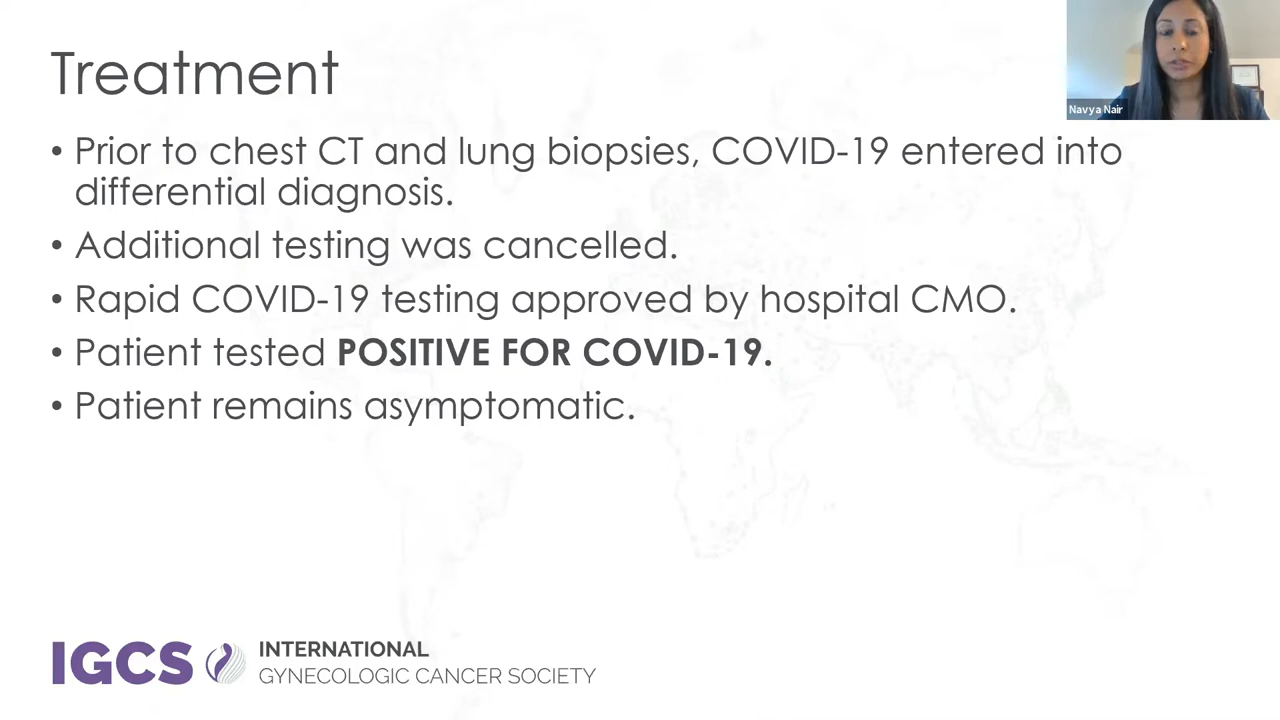 Treatment
Navya Nair
• Prior to chest CT and lung biopsies, COVID-19 entered into
differential diagnosis.
• Additional testing was cancelled.
• Rapid COVID-19 testing approved by hospital CMO.
• Patient tested POSITIVE FOR COVID-19.
• Patient remains asymptomatic.
IGCS
INTERNATIONAL
GYNECOLOGIC CANCER SOCIETY